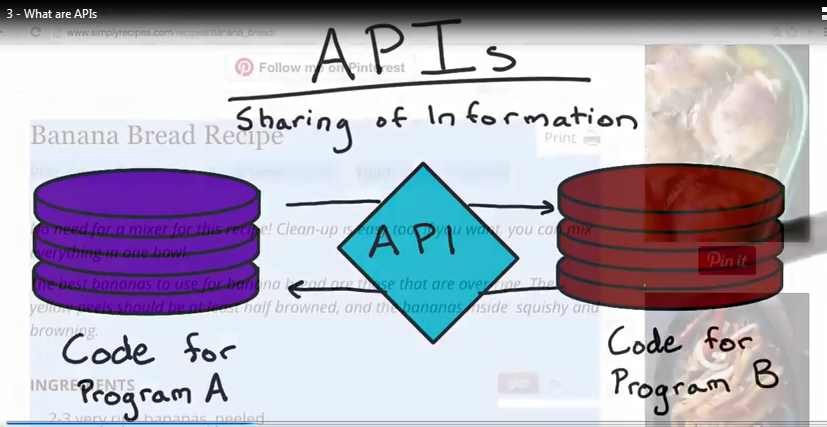 3 - What are APIs
www.simplyrecipes.com/recipes/banana_bread/
APIs
Follow me on Pinterest
Sharing of Information
Banana Bread Recipe
Print
No need for a mixer for this recipe! Clean-up is easy too, if you want, you can mix
everything in one bowl.
API
Pin it
The best bananas to use for banana bread are those that are overripe. The
yellow peels should be at least half browned, and the bananas inside squishy and
browning.
Code for
Program A
Code for
Program B
INGREDIENTS
2-3 very ripe bananas, peeled